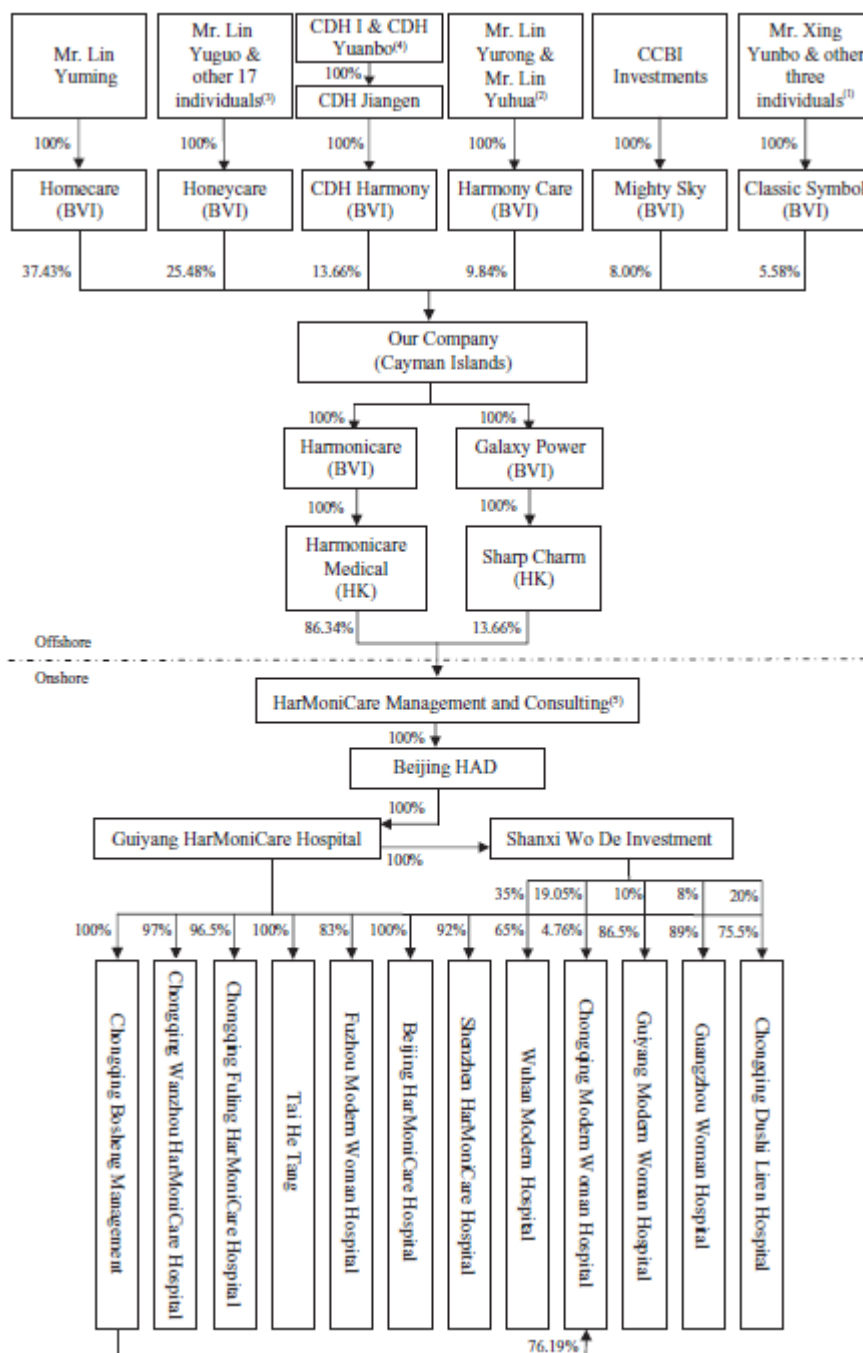 Mr. Lin
Yuming
Mr. Lin
Yuguo &
other 17
individuals(3)
CDH I & CDH
Yuanbo(4)
100%
CDH Jiangen
Mr. Lin
Yurong &
Mr. Lin
Yuhua(2)
CCBI
Investments
Mr. Xing
Yunbo & other
three
individuals(1)
100%
100%
100%
100%
100%
100%
Homecare
(BVI)
Honeycare
(BVI)
CDH Harmony
(BVI)
Harmony Care
(BVI)
Mighty Sky
(BVI)
Classic Symbol
(BVI)
37.43%
25.48%
13.66%
9.84%
8.00%
5.58%
Our Company
(Cayman Islands)
100%
100%
Harmonicare
(BVI)
Galaxy Power
(BVI)
100%
100%
Harmonicare
Medical
(HK)
Sharp Charm
(HK)
86.34%
13.66%
Offshore
Onshore
HarMoniCare Management and Consulting(5)
100%
Beijing HAD
100%
Guiyang HarMoniCare Hospital
100%
Shanxi Wo De Investment
35%
19.05%
10%
8%
20%
100%
97%
96.5%
100%
83%
100%
92%
65%
4.76%
86.5%
89%
75.5%
Chongqing Bosheng Management
Chongqing Wanzhou HarMoniCare Hospital
Chongqing Fuling HarMoniCare Hospital
Tai He Tang
Fuzhou Modern Woman Hospital
Beijing HarMoniCare Hospital
Shenzhen HarMoniCare Hospital
Wuhan Modern Hospital
Chongqing Modern Woman Hospital
Guiyang Modern Woman Hospital
Guangzhou Woman Hospital
Chongqing Dushi Liren Hospital
76.19%